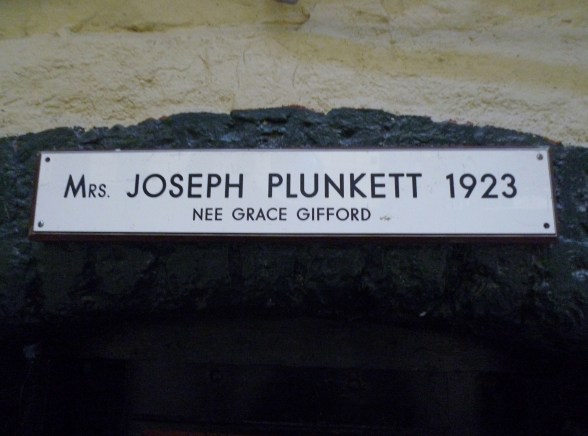 MRS. JOSEPH PLUNKETT 1923
NEE GRACE GIFFORD